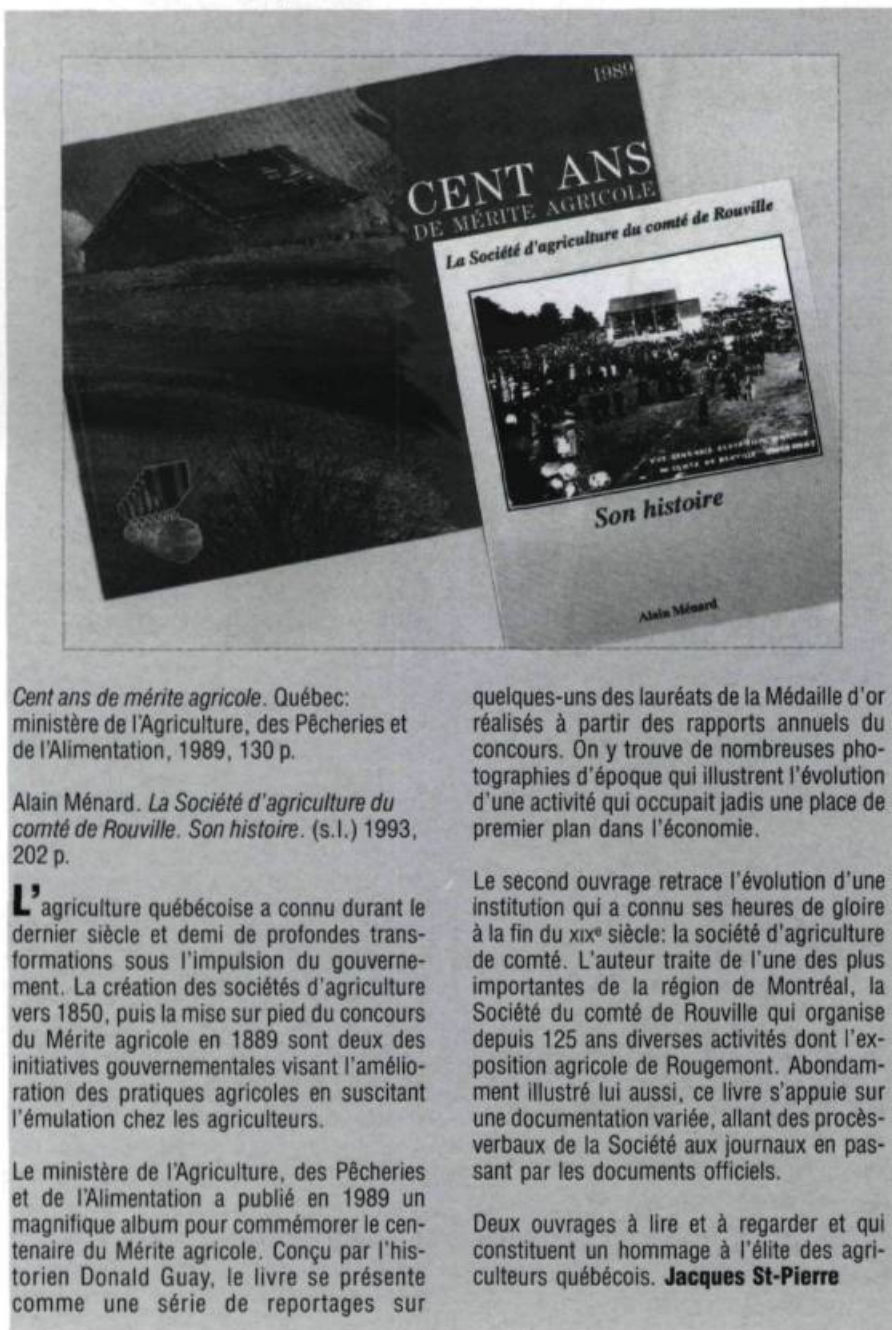 1989
CENT ANS
DE MÉRITE AGRICOLE
La Société d'agriculture du comté de Rouville
Son histoire
Alain Ménard
Cent ans de mérite agricole. Québec:
ministère de l'Agriculture, des Pêcheries et
de l'Alimentation, 1989, 130 p.
Alain Ménard. La Société d'agriculture du
comté de Rouville. Son histoire. (s.l.) 1993,
202 p.
L'agriculture québécoise a connu durant le
dernier siècle et demi de profondes trans-
formations sous l'impulsion du gouverne-
ment. La création des sociétés d'agriculture
vers 1850, puis la mise sur pied du concours
du Mérite agricole en 1889 sont deux des
initiatives gouvernementales visant l'amélio-
ration des pratiques agricoles en suscitant
l'émulation chez les agriculteurs.
Le ministère de l'Agriculture, des Pêcheries
et de l'Alimentation a publié en 1989 un
magnifique album pour commémorer le cen-
tenaire du Mérite agricole. Conçu par l'his-
torien Donald Guay, le livre se présente
comme une série de reportages sur
quelques-uns des lauréats de la Médaille d'or
réalisés à partir des rapports annuels du
concours. On y trouve de nombreuses pho-
tographies d'époque qui illustrent l'évolution
d'une activité qui occupait jadis une place de
premier plan dans l'économie.
Le second ouvrage retrace l'évolution d'une
institution qui a connu ses heures de gloire
à la fin du XIXe siècle: la société d'agriculture
de comté. L'auteur traite de l'une des plus
importantes de la région de Montréal, la
Société du comté de Rouville qui organise
depuis 125 ans diverses activités dont l'ex-
position agricole de Rougemont. Abondam-
ment illustré lui aussi, ce livre s'appuie sur
une documentation variée, allant des procès-
verbaux de la Société aux journaux en pas-
sant par les documents officiels.
Deux ouvrages à lire et à regarder et qui
constituent un hommage à l'élite des agri-
culteurs québécois. Jacques St-Pierre